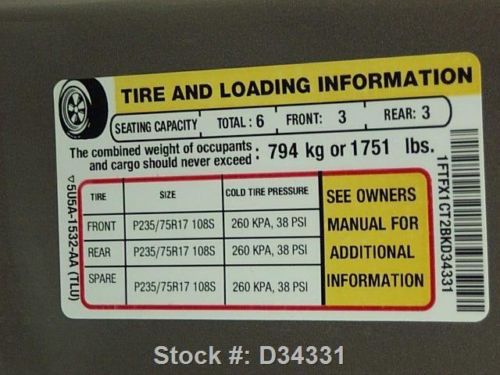 TIRE AND LOADING INFORMATION
SEATING CAPACITY TOTAL : 6 FRONT: 3 REAR: 3
The combined weight of occupants
and cargo should never exceed : 794 kg or 1751 lbs.
TIRE SIZE COLD TIRE PRESSURE
FRONT P235/75R17 108S 260 KPA, 38 PSI
REAR P235/75R17 108S 260 KPA, 38 PSI
SPARE P235/75R17 108S 260 KPA, 38 PSI
SEE OWNERS
MANUAL FOR
ADDITIONAL
INFORMATION
5U5A-1532-AA (TLU)
1FTFX1CT2BKD34331
Stock #: D34331